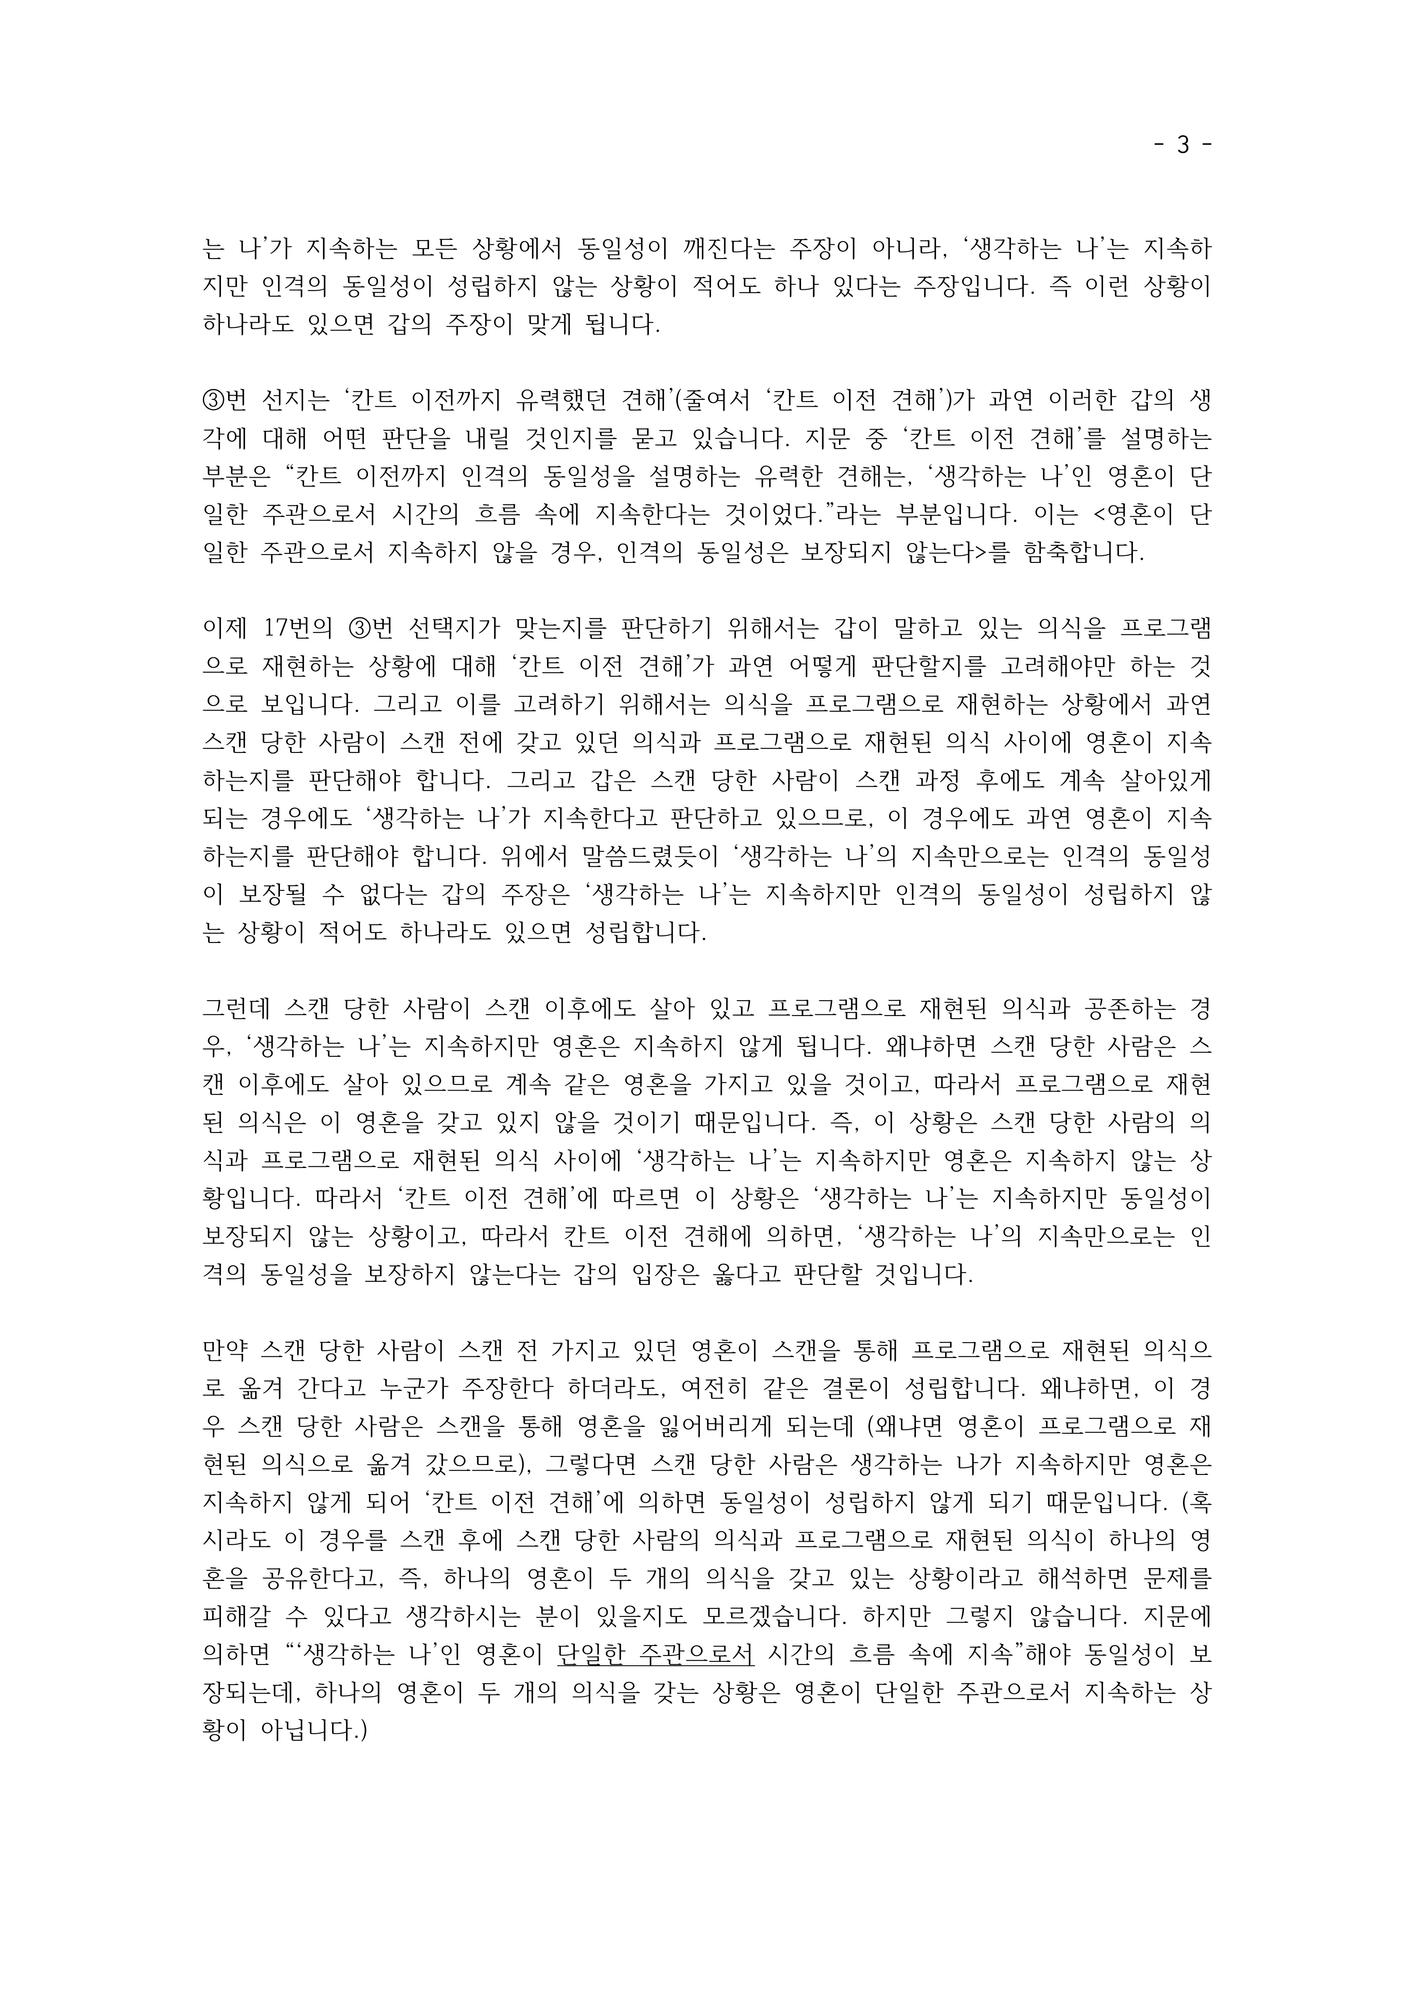 - 3 -
는 나’가 지속하는 모든 상황에서 동일성이 깨진다는 주장이 아니라, ‘생각하는 나’는 지속하
지만 인격의 동일성이 성립하지 않는 상황이 적어도 하나 있다는 주장입니다. 즉 이런 상황이
하나라도 있으면 갑의 주장이 맞게 됩니다.
③번 선지는 ‘칸트 이전까지 유력했던 견해’(줄여서 ‘칸트 이전 견해’)가 과연 이러한 갑의 생
각에 대해 어떤 판단을 내릴 것인지를 묻고 있습니다. 지문 중 ‘칸트 이전 견해’를 설명하는
부분은 “칸트 이전까지 인격의 동일성을 설명하는 유력한 견해는, ‘생각하는 나’인 영혼이 단
일한 주관으로서 시간의 흐름 속에 지속한다는 것이었다.”라는 부분입니다. 이는 <영혼이 단
일한 주관으로서 지속하지 않을 경우, 인격의 동일성은 보장되지 않는다>를 함축합니다.
이제 17번의 ③번 선택지가 맞는지를 판단하기 위해서는 갑이 말하고 있는 의식을 프로그램
으로 재현하는 상황에 대해 ‘칸트 이전 견해’가 과연 어떻게 판단할지를 고려해야만 하는 것
으로 보입니다. 그리고 이를 고려하기 위해서는 의식을 프로그램으로 재현하는 상황에서 과연
스캔 당한 사람이 스캔 전에 갖고 있던 의식과 프로그램으로 재현된 의식 사이에 영혼이 지속
하는지를 판단해야 합니다. 그리고 갑은 스캔 당한 사람이 스캔 과정 후에도 계속 살아있게
되는 경우에도 ‘생각하는 나’가 지속한다고 판단하고 있으므로, 이 경우에도 과연 영혼이 지속
하는지를 판단해야 합니다. 위에서 말씀드렸듯이 ‘생각하는 나’의 지속만으로는 인격의 동일성
이 보장될 수 없다는 갑의 주장은 ‘생각하는 나’는 지속하지만 인격의 동일성이 성립하지 않
는 상황이 적어도 하나라도 있으면 성립합니다.
그런데 스캔 당한 사람이 스캔 이후에도 살아 있고 프로그램으로 재현된 의식과 공존하는 경
우, ‘생각하는 나’는 지속하지만 영혼은 지속하지 않게 됩니다. 왜냐하면 스캔 당한 사람은 스
캔 이후에도 살아 있으므로 계속 같은 영혼을 가지고 있을 것이고, 따라서 프로그램으로 재현
된 의식은 이 영혼을 갖고 있지 않을 것이기 때문입니다. 즉, 이 상황은 스캔 당한 사람의 의
식과 프로그램으로 재현된 의식 사이에 ‘생각하는 나’는 지속하지만 영혼은 지속하지 않는 상
황입니다. 따라서 ‘칸트 이전 견해’에 따르면 이 상황은 ‘생각하는 나’는 지속하지만 동일성이
보장되지 않는 상황이고, 따라서 칸트 이전 견해에 의하면, ‘생각하는 나’의 지속만으로는 인
격의 동일성을 보장하지 않는다는 갑의 입장은 옳다고 판단할 것입니다.
만약 스캔 당한 사람이 스캔 전 가지고 있던 영혼이 스캔을 통해 프로그램으로 재현된 의식으
로 옮겨 간다고 누군가 주장한다 하더라도, 여전히 같은 결론이 성립합니다. 왜냐하면, 이 경
우 스캔 당한 사람은 스캔을 통해 영혼을 잃어버리게 되는데 (왜냐면 영혼이 프로그램으로 재
현된 의식으로 옮겨 갔으므로), 그렇다면 스캔 당한 사람은 생각하는 나가 지속하지만 영혼은
지속하지 않게 되어 ‘칸트 이전 견해’에 의하면 동일성이 성립하지 않게 되기 때문입니다. (혹
시라도 이 경우를 스캔 후에 스캔 당한 사람의 의식과 프로그램으로 재현된 의식이 하나의 영
혼을 공유한다고, 즉, 하나의 영혼이 두 개의 의식을 갖고 있는 상황이라고 해석하면 문제를
피해갈 수 있다고 생각하시는 분이 있을지도 모르겠습니다. 하지만 그렇지 않습니다. 지문에
의하면 “‘생각하는 나’인 영혼이 단일한 주관으로서 시간의 흐름 속에 지속”해야 동일성이 보
장되는데, 하나의 영혼이 두 개의 의식을 갖는 상황은 영혼이 단일한 주관으로서 지속하는 상
황이 아닙니다.)